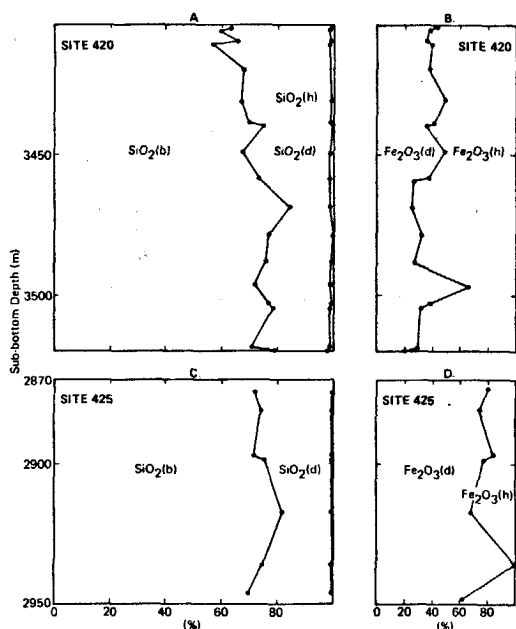 A.
B.
SITE 420
SITE 420
SiO2(h)
SiO2(b)
SiO2(d)
Fe2O3(d)
Fe2O3(h)
3450
3500
Sub-bottom Depth (m)
C.
D.
2870
SITE 425
SITE 425
SiO2(b)
SiO2(d)
Fe2O3(d)
Fe2O3(h)
2900
2950
0 20 40 60 80
0 20 40 60 80
(%)
(%)